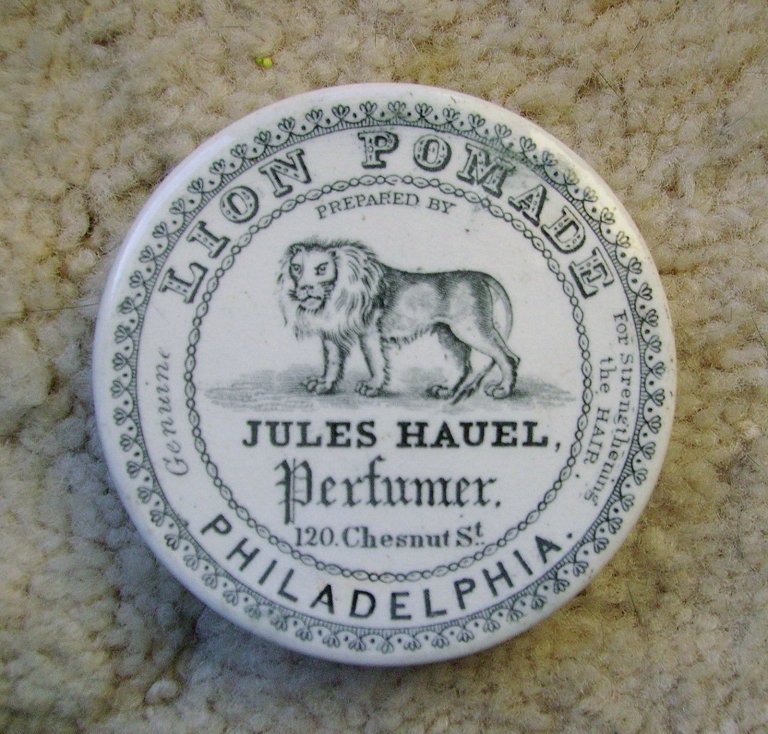 LION POMADE
PREPARED BY
Genuine
For Strengthening
the HAIR.
JULES HAUEL,
Perfumer.
120. Chesnut St.
PHILADELPHIA.